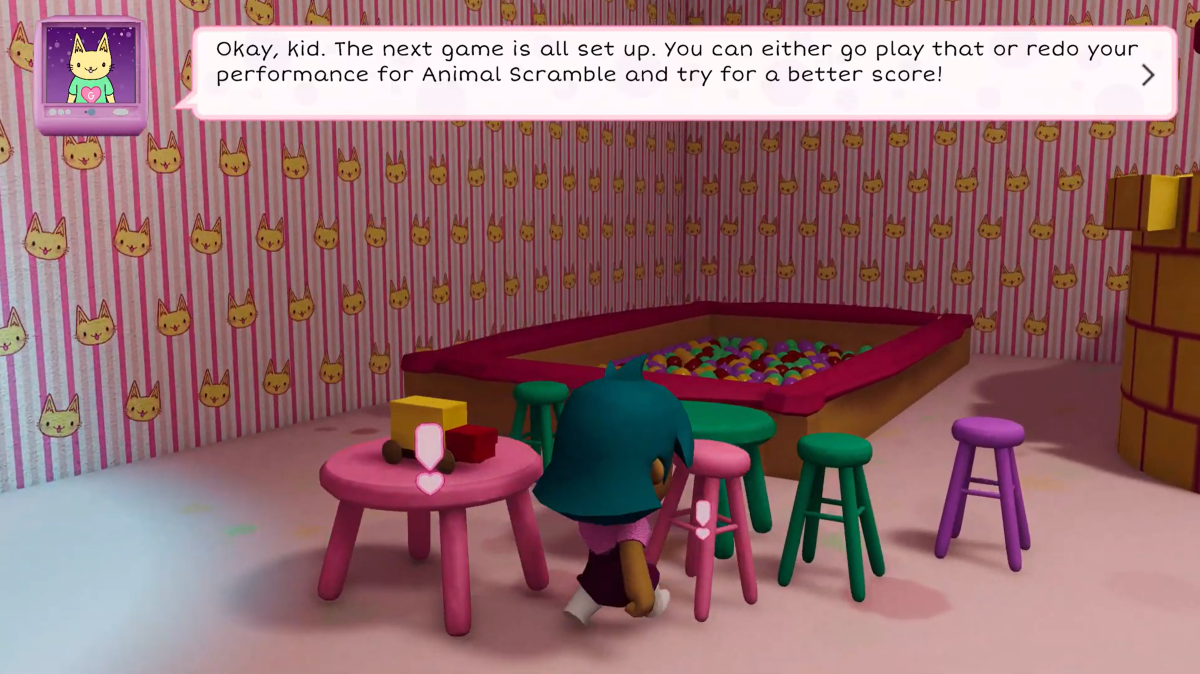 Okay, kid. The next game is all set up. You can either go play that or redo your
performance for Animal Scramble and try for a better score!
G